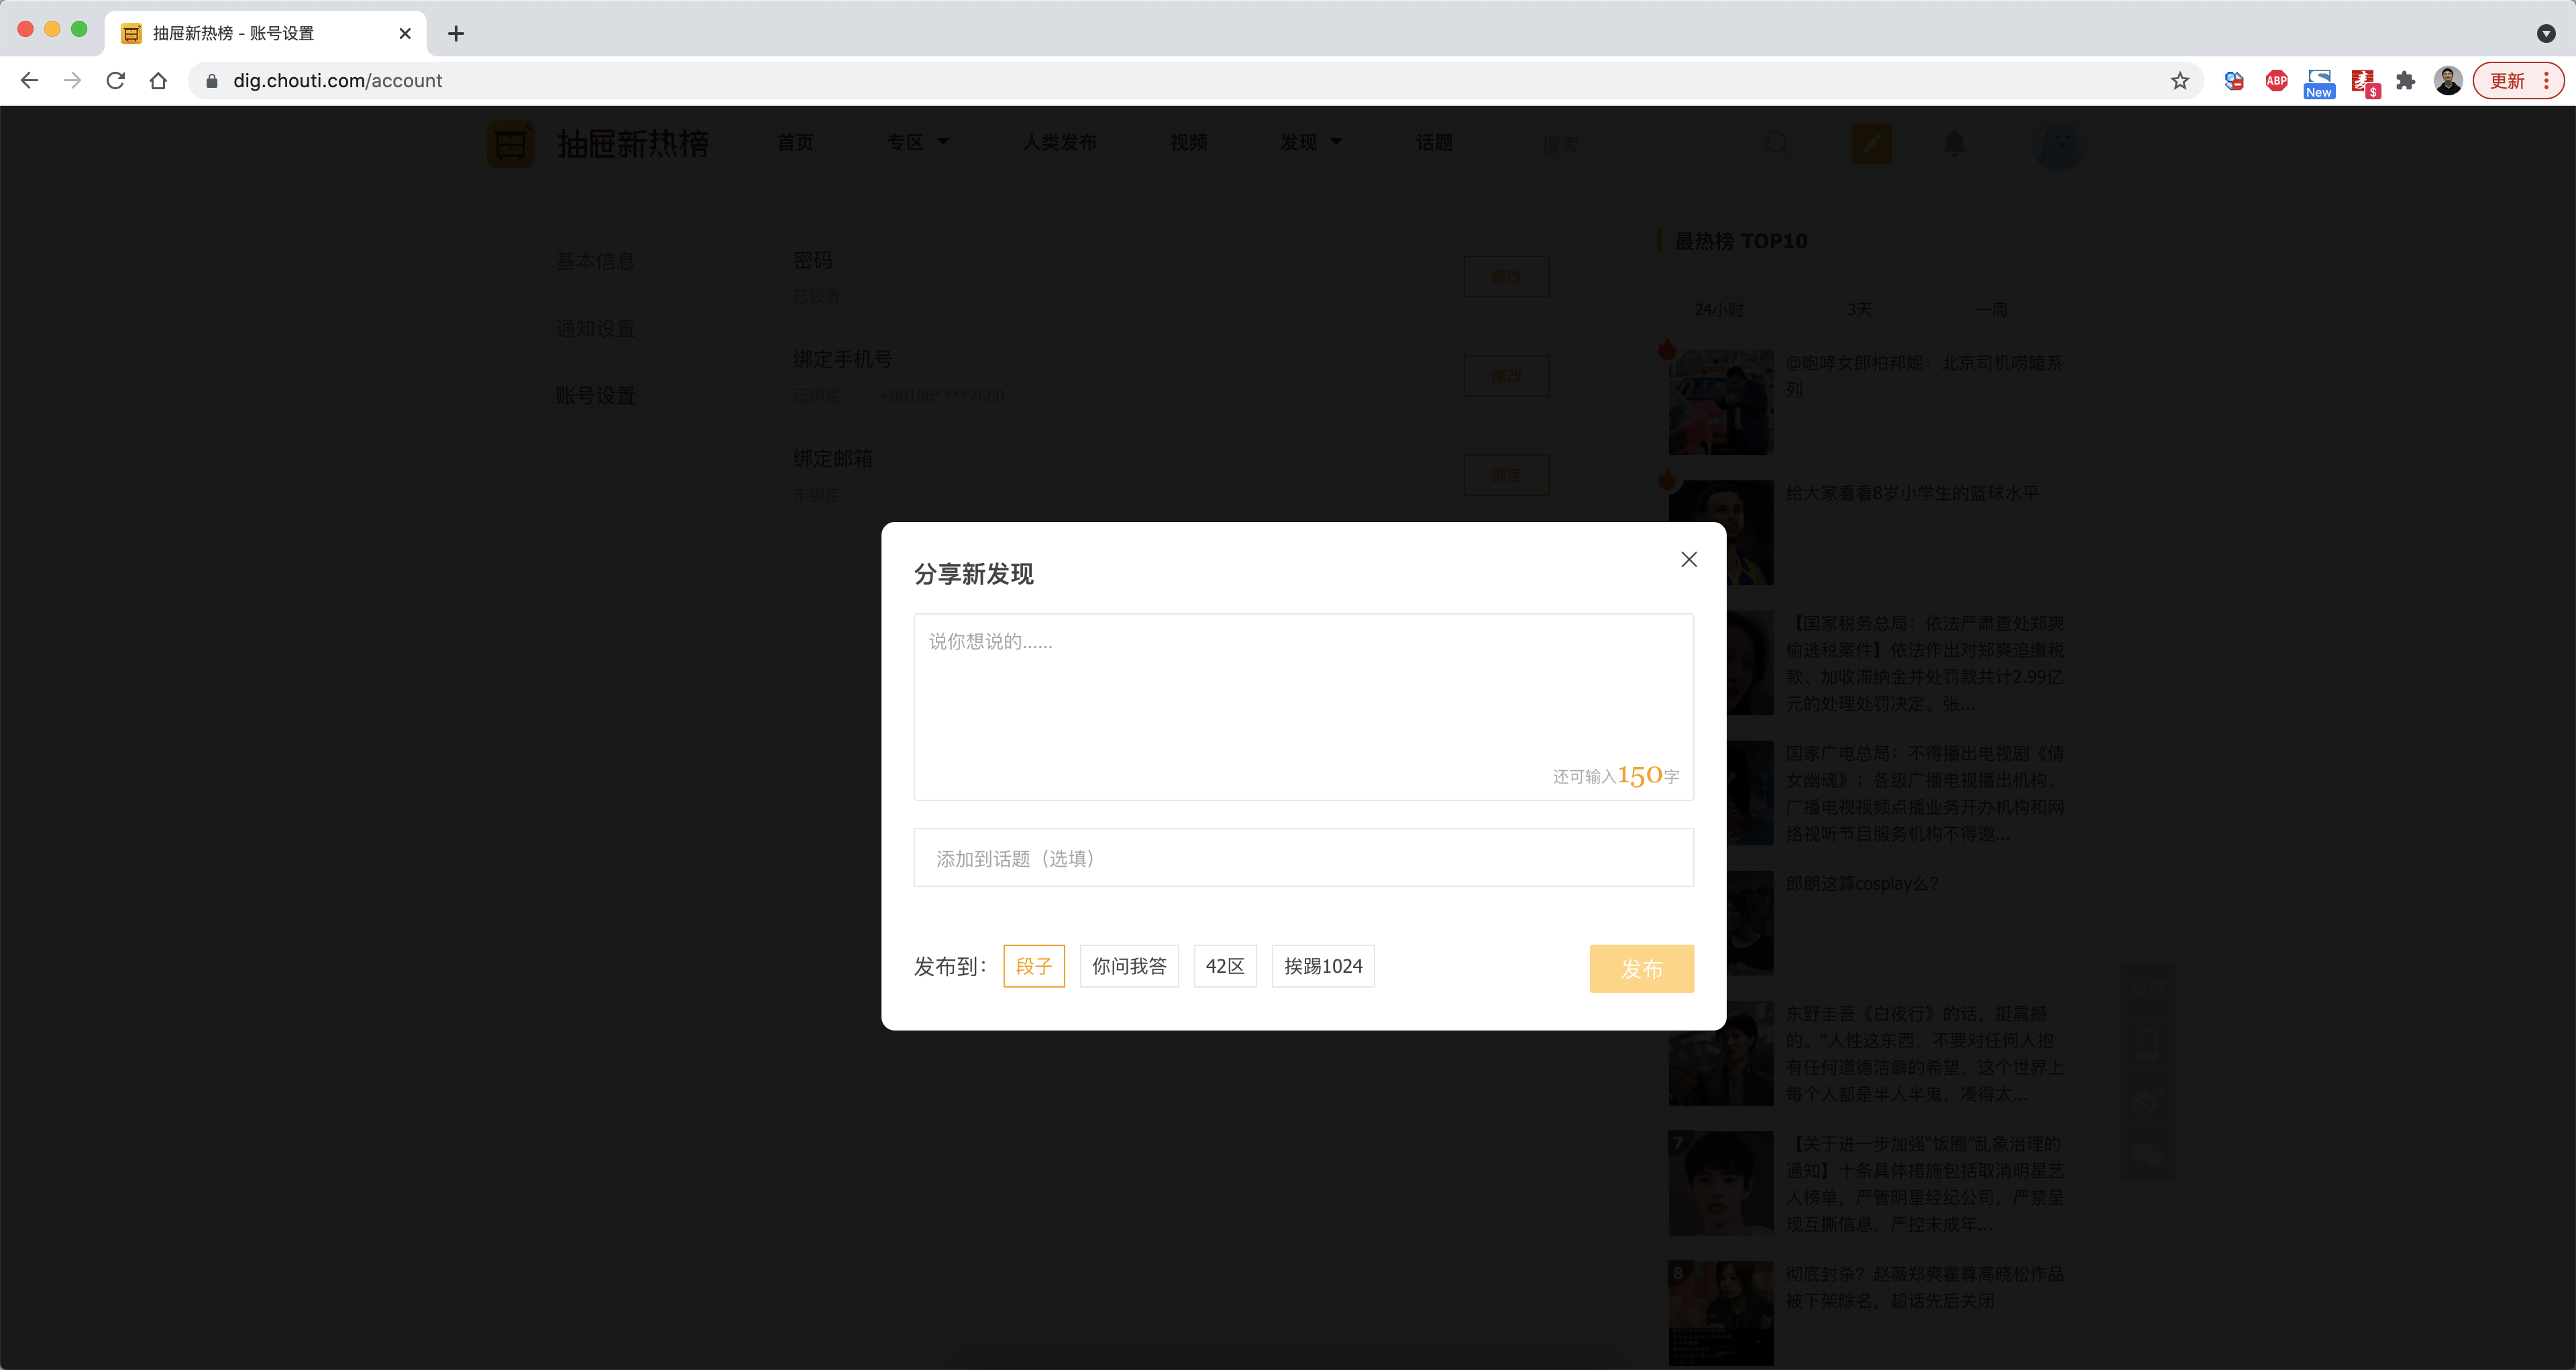 抽屉新热榜 - 账号设置
dig.chouti.com/account
ABP
New
$
更新
抽屉新热榜
首页
专区
人类发布
视频
发现
话题
搜索
基本信息
通知设置
账号设置
密码
已设置
修改
绑定手机号
已绑定 +86186****7660
修改
绑定邮箱
未绑定
绑定
分享新发现
说你想说的......
还可输入150字
添加到话题（选填）
发布到：
段子
你问我答
42区
挨踢1024
发布
最热榜 TOP10
24小时
3天
一周
@咆哮女郎柏邦妮：北京司机唠嗑系
列
给大家看看8岁小学生的篮球水平
【国家税务总局：依法严肃查处郑爽
偷逃税案件】依法作出对郑爽追缴税
款、加收滞纳金并处罚款共计2.99亿
元的处理处罚决定。张...
国家广电总局：不得播出电视剧《倩
女幽魂》；各级广播电视播出机构、
广播电视视频点播业务开办机构和网
络视听节目服务机构不得邀...
郎朗这算cosplay么？
东野圭吾《白夜行》的话，挺震撼
的。“人性这东西，不要对任何人抱
有任何道德洁癖的希望，这个世界上
每个人都是半人半鬼，凑得太...
7
【关于进一步加强“饭圈”乱象治理的
通知】十条具体措施包括取消明星艺
人榜单，严管明星经纪公司，严禁呈
现互撕信息，严控未成年...
8
彻底封杀？赵薇郑爽霍尊高晓松作品
被下架除名，超话先后关闭